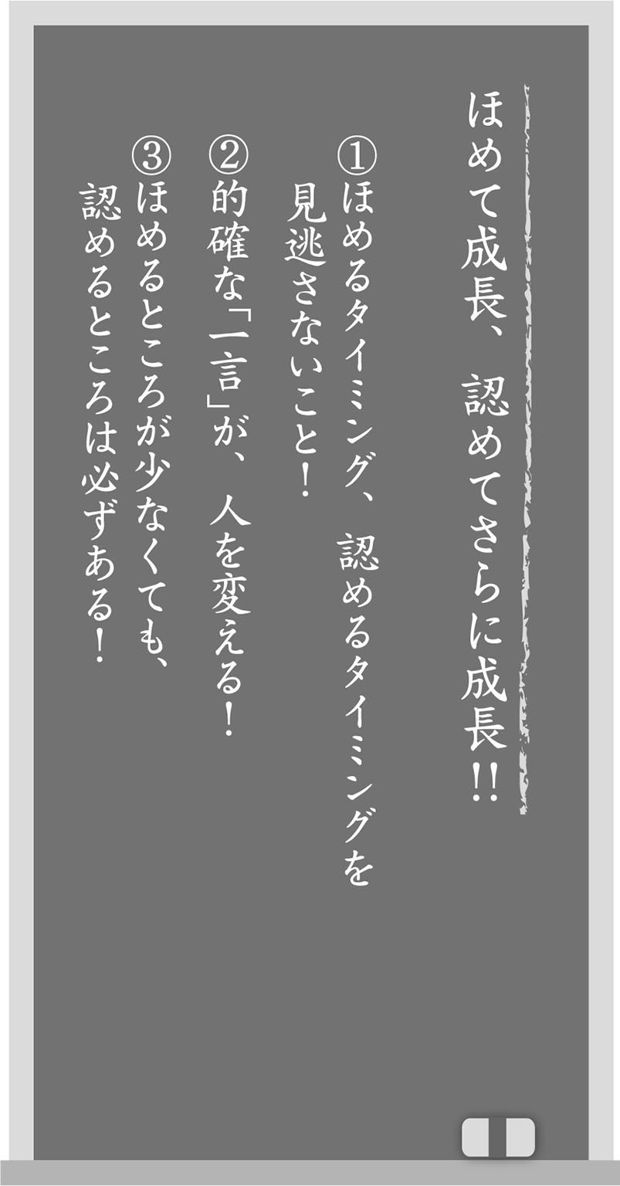 ほめて成長、認めてさらに成長!!
①ほめるタイミング、認めるタイミングを
見逃さないこと!
②的確な「一言」が、人を変える!
③ほめるところが少なくても、
認めるところは必ずある!